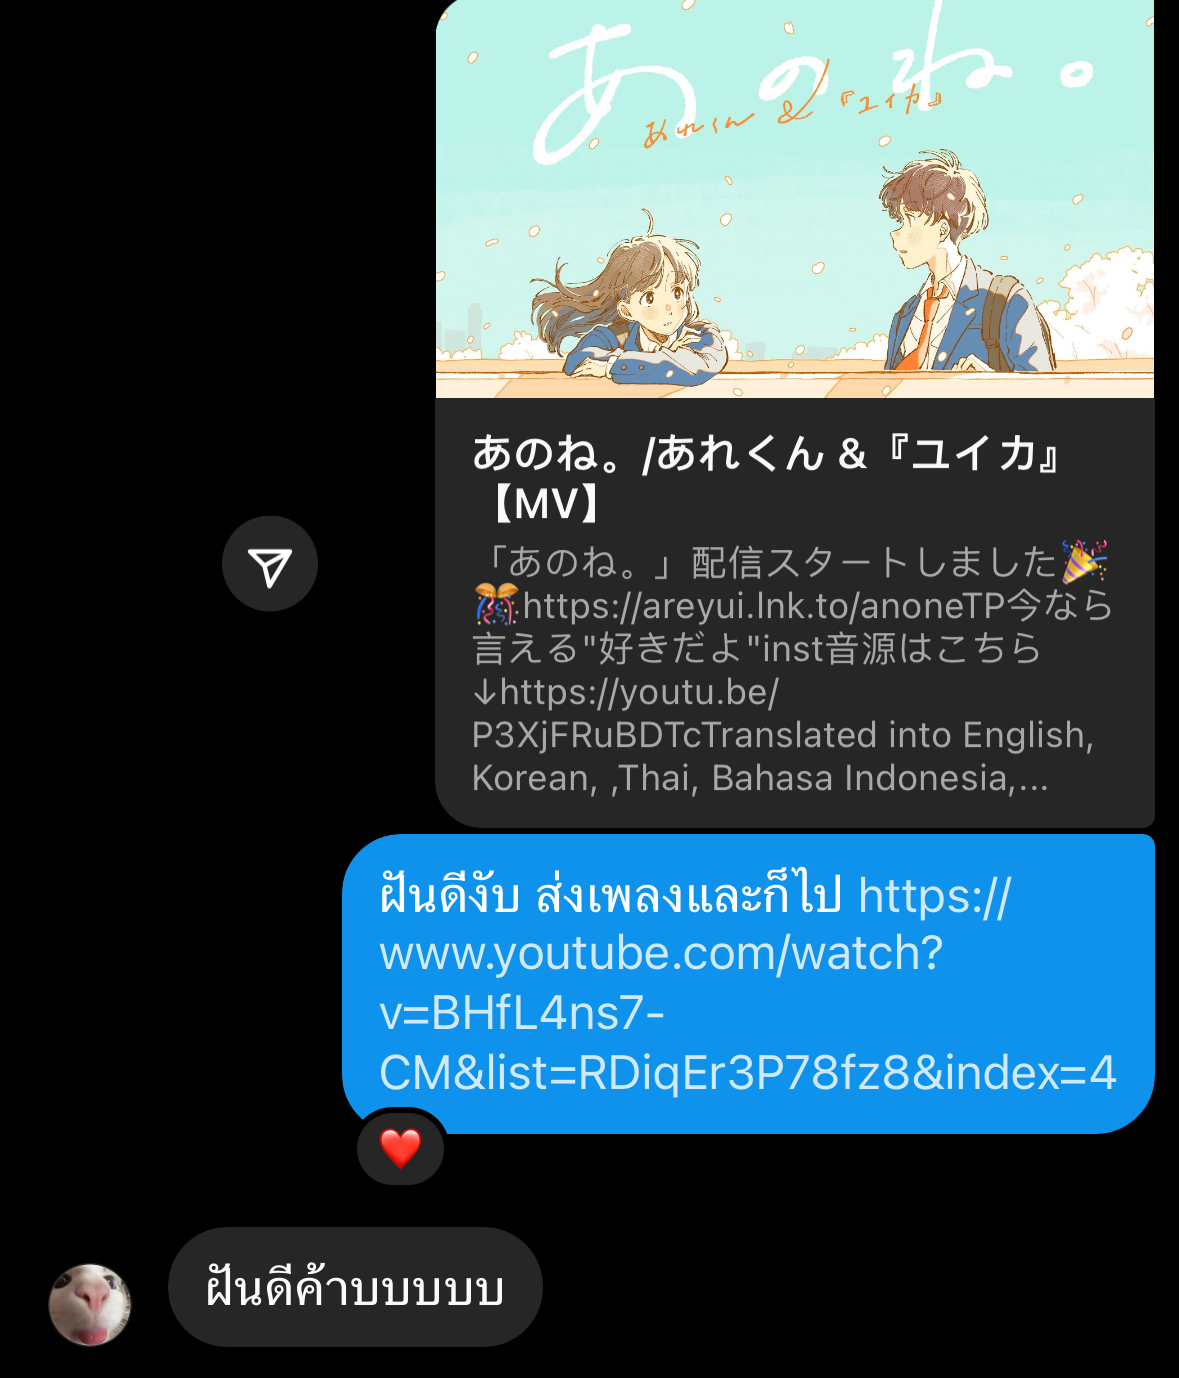 あのね。
あれくん & 『ユイカ』
あのね。/あれくん &『ユイカ』
【MV】
「あのね。」配信スタートしました🎉
🎊https://areyui.lnk.to/anoneTP今なら
言える"好きだよ"inst音源はこちら
↓https://youtu.be/
P3XjFRuBDTcTranslated into English,
Korean, ,Thai, Bahasa Indonesia,...
ฝันดีงับ ส่งเพลงและก็ไป https://
www.youtube.com/watch?
v=BHfL4ns7-
CM&list=RDiqEr3P78fz8&index=4
❤️
ฝันดีค้าบบบบบ